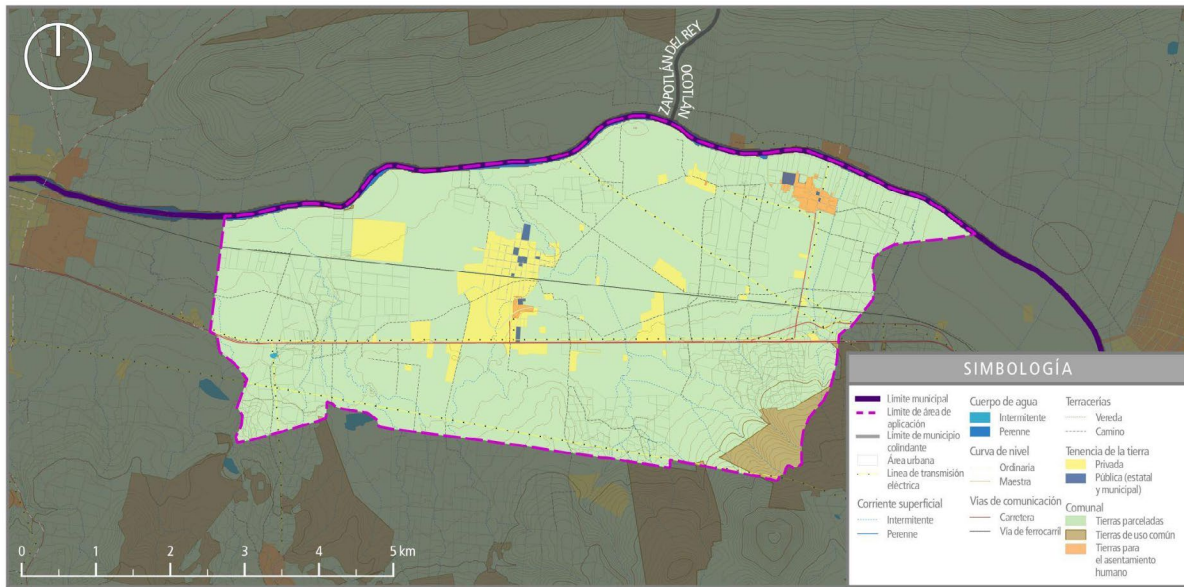 ZAPOTLÁN DEL REY
OCOTLÁN
0 1 2 3 4 5 km
SIMBOLOGÍA
Límite municipal
Límite de área de
aplicación
Límite de municipio
colindante
Área urbana
Línea de transmisión
eléctrica
Corriente superficial
Intermitente
Perenne
Cuerpo de agua
Intermitente
Perenne
Curva de nivel
Ordinaria
Maestra
Vías de comunicación
Carretera
Vía de ferrocarril
Terracerias
Vereda
Camino
Tenencia de la tierra
Privada
Pública (estatal
y municipal)
Comunal
Tierras parceladas
Tierras de uso común
Tierras para
el asentamiento
humano